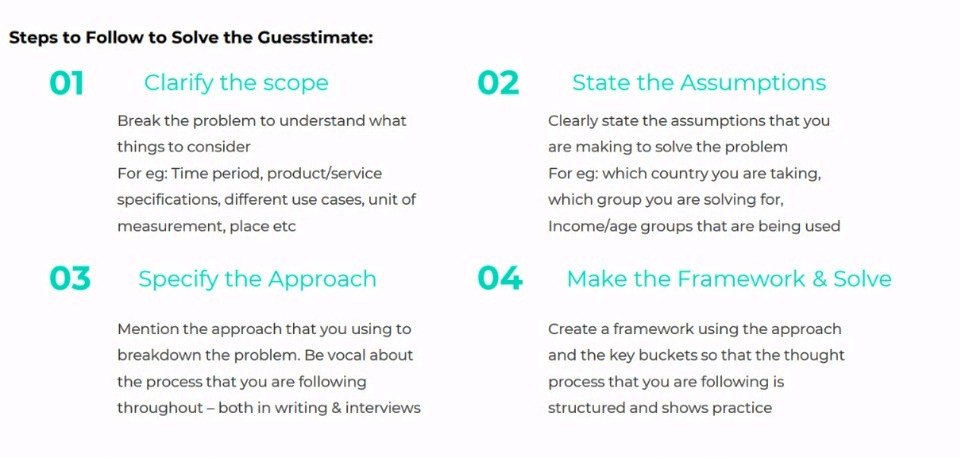 Steps to Follow to Solve the Guesstimate:
01 Clarify the scope
Break the problem to understand what
things to consider
For eg: Time period, product/service
specifications, different use cases, unit of
measurement, place etc
02 State the Assumptions
Clearly state the assumptions that you
are making to solve the problem
For eg: which country you are taking,
which group you are solving for,
Income/age groups that are being used
03 Specify the Approach
Mention the approach that you using to
breakdown the problem. Be vocal about
the process that you are following
throughout – both in writing & interviews
04 Make the Framework & Solve
Create a framework using the approach
and the key buckets so that the thought
process that you are following is
structured and shows practice